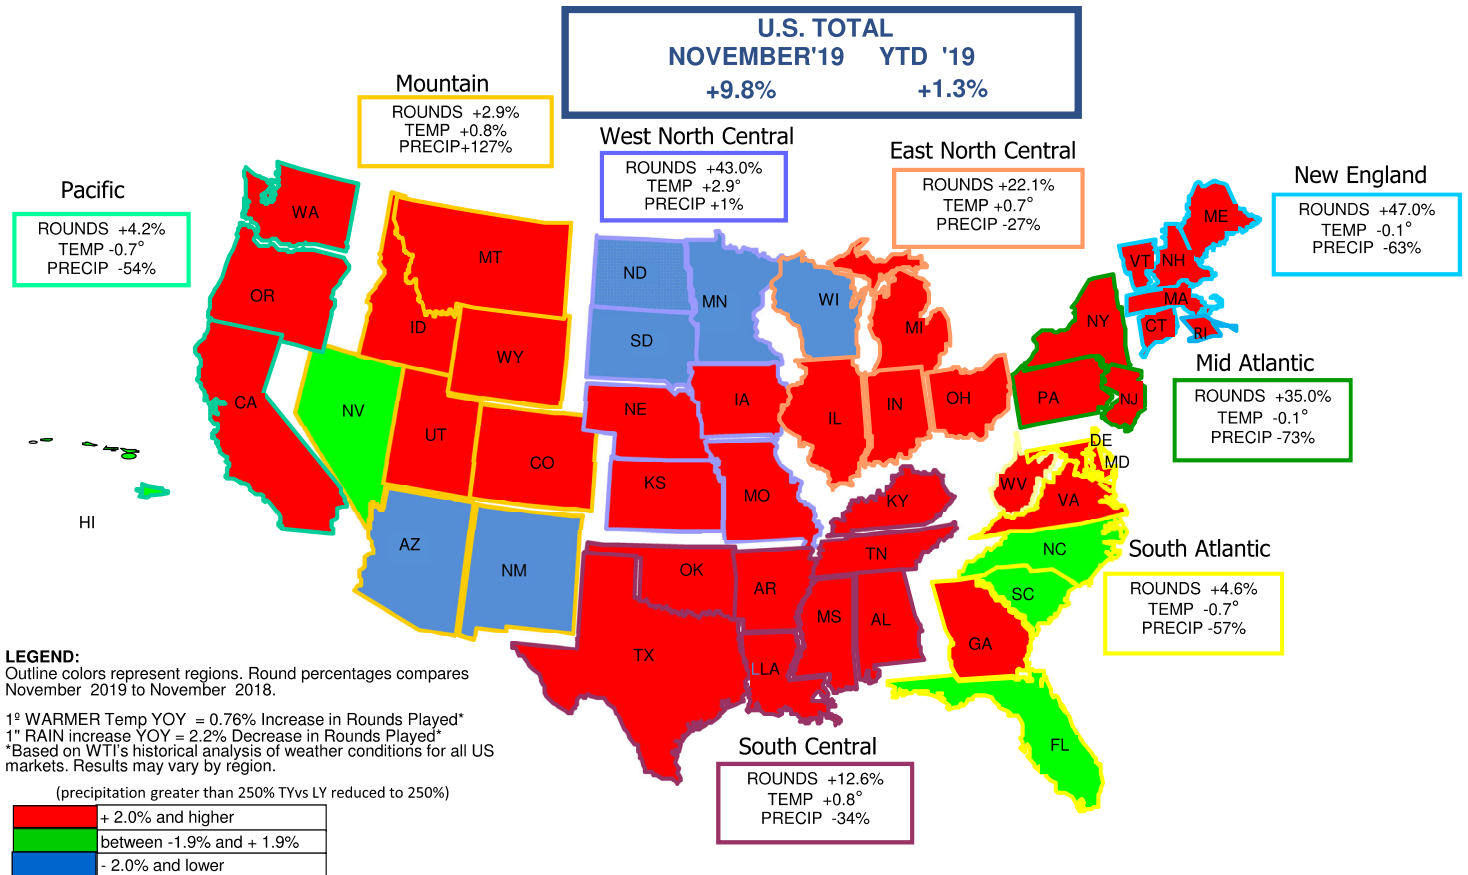 U.S. TOTAL
NOVEMBER'19 YTD '19
+9.8% +1.3%
Mountain
ROUNDS +2.9%
TEMP +0.8%
PRECIP+127%
West North Central
ROUNDS +43.0%
TEMP +2.9°
PRECIP +1%
East North Central
ROUNDS +22.1%
TEMP +0.7°
PRECIP -27%
New England
ROUNDS +47.0%
TEMP -0.1°
PRECIP -63%
Pacific
ROUNDS +4.2%
TEMP -0.7°
PRECIP -54%
Mid Atlantic
ROUNDS +35.0%
TEMP -0.1°
PRECIP -73%
South Atlantic
ROUNDS +4.6%
TEMP -0.7°
PRECIP -57%
South Central
ROUNDS +12.6%
TEMP +0.8°
PRECIP -34%
WA
OR
CA
HI
MT
ID
WY
NV
UT
CO
AZ
NM
ND
SD
MN
NE
IA
KS
MO
WI
MI
IL
IN
OH
ME
VT
NH
MA
CT
RI
NY
PA
NJ
DE
MD
WV
VA
NC
SC
GA
FL
KY
TN
OK
AR
MS
AL
TX
LLA
LEGEND:
Outline colors represent regions. Round percentages compares
November 2019 to November 2018.
1º WARMER Temp YOY = 0.76% Increase in Rounds Played*
1" RAIN increase YOY = 2.2% Decrease in Rounds Played*
*Based on WTI's historical analysis of weather conditions for all US
markets. Results may vary by region.
(precipitation greater than 250% TYvs LY reduced to 250%)
+ 2.0% and higher
between -1.9% and + 1.9%
- 2.0% and lower